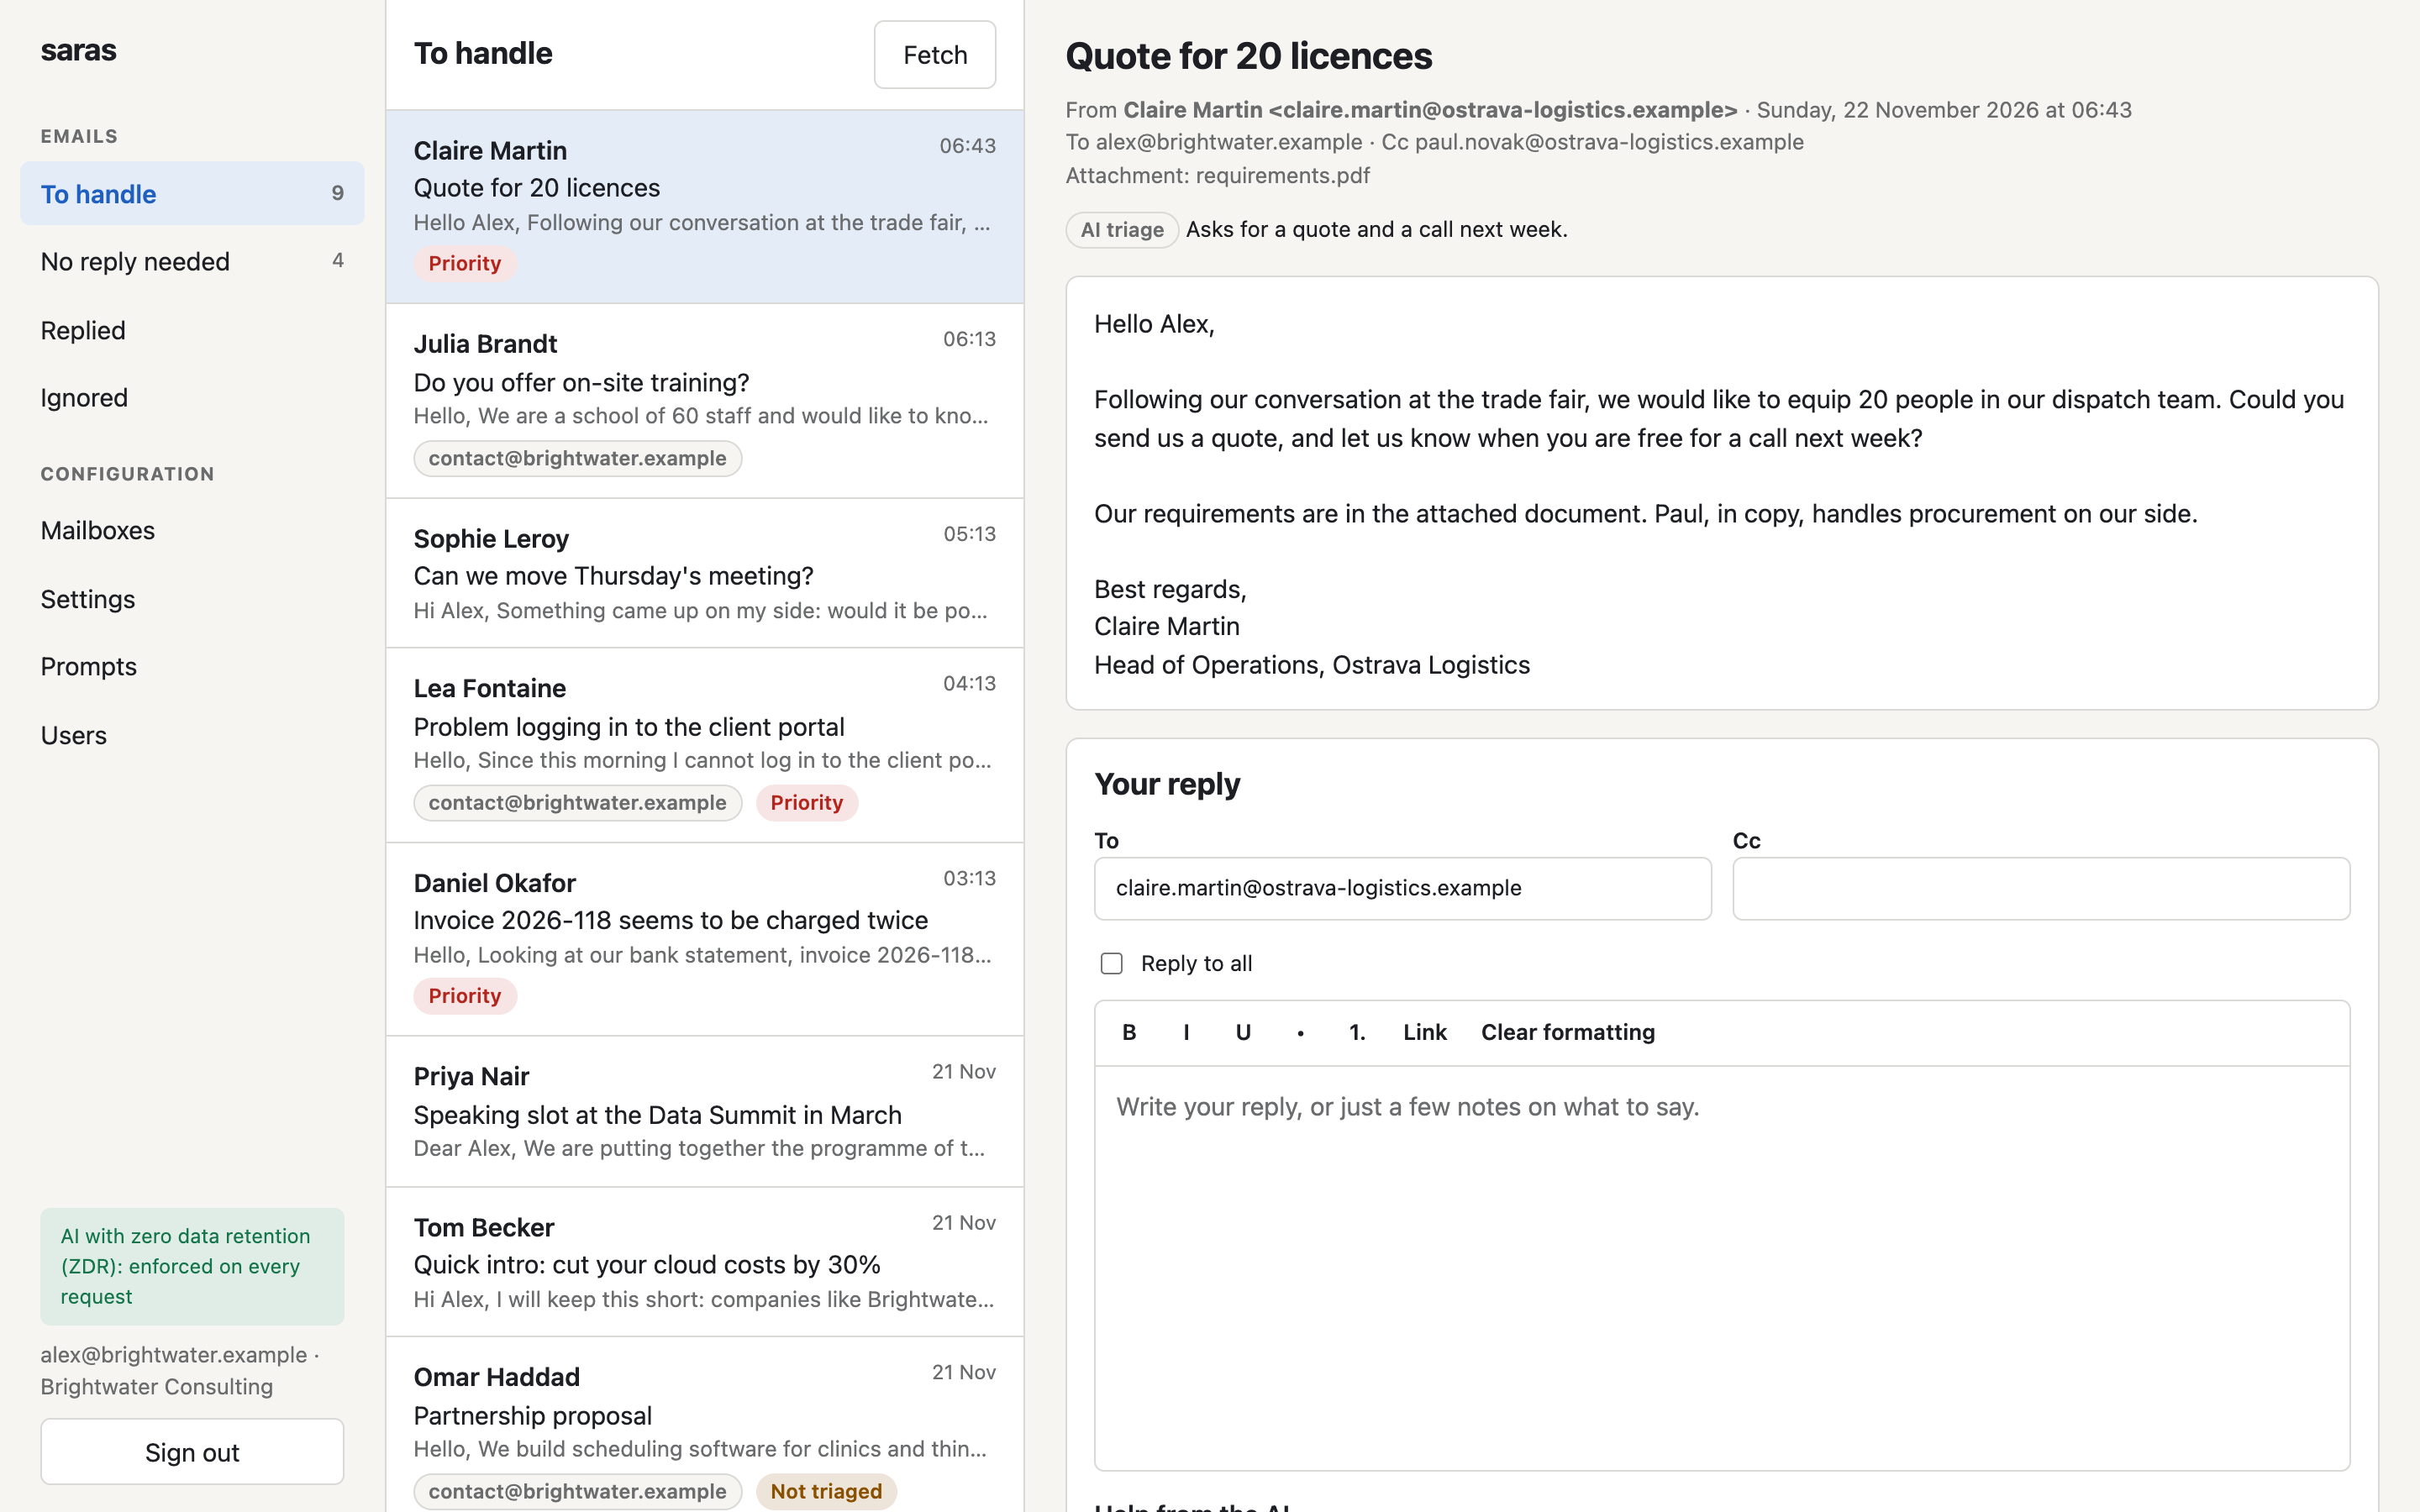 saras
EMAILS
To handle 9
No reply needed 4
Replied
Ignored
CONFIGURATION
Mailboxes
Settings
Prompts
Users
AI with zero data retention
(ZDR): enforced on every
request
alex@brightwater.example ·
Brightwater Consulting
Sign out
To handle
Fetch
Claire Martin 06:43
Quote for 20 licences
Hello Alex, Following our conversation at the trade fair, ...
Priority
Julia Brandt 06:13
Do you offer on-site training?
Hello, We are a school of 60 staff and would like to kno...
contact@brightwater.example
Sophie Leroy 05:13
Can we move Thursday's meeting?
Hi Alex, Something came up on my side: would it be po...
Lea Fontaine 04:13
Problem logging in to the client portal
Hello, Since this morning I cannot log in to the client po...
contact@brightwater.example Priority
Daniel Okafor 03:13
Invoice 2026-118 seems to be charged twice
Hello, Looking at our bank statement, invoice 2026-118...
Priority
Priya Nair 21 Nov
Speaking slot at the Data Summit in March
Dear Alex, We are putting together the programme of t...
Tom Becker 21 Nov
Quick intro: cut your cloud costs by 30%
Hi Alex, I will keep this short: companies like Brightwate...
Omar Haddad 21 Nov
Partnership proposal
Hello, We build scheduling software for clinics and thin...
contact@brightwater.example Not triaged
Quote for 20 licences
From Claire Martin <claire.martin@ostrava-logistics.example> · Sunday, 22 November 2026 at 06:43
To alex@brightwater.example · Cc paul.novak@ostrava-logistics.example
Attachment: requirements.pdf
AI triage Asks for a quote and a call next week.
Hello Alex,
Following our conversation at the trade fair, we would like to equip 20 people in our dispatch team. Could you
send us a quote, and let us know when you are free for a call next week?
Our requirements are in the attached document. Paul, in copy, handles procurement on our side.
Best regards,
Claire Martin
Head of Operations, Ostrava Logistics
Your reply
To Cc
claire.martin@ostrava-logistics.example
Reply to all
B I U • 1. Link Clear formatting
Write your reply, or just a few notes on what to say.
Help from the AI